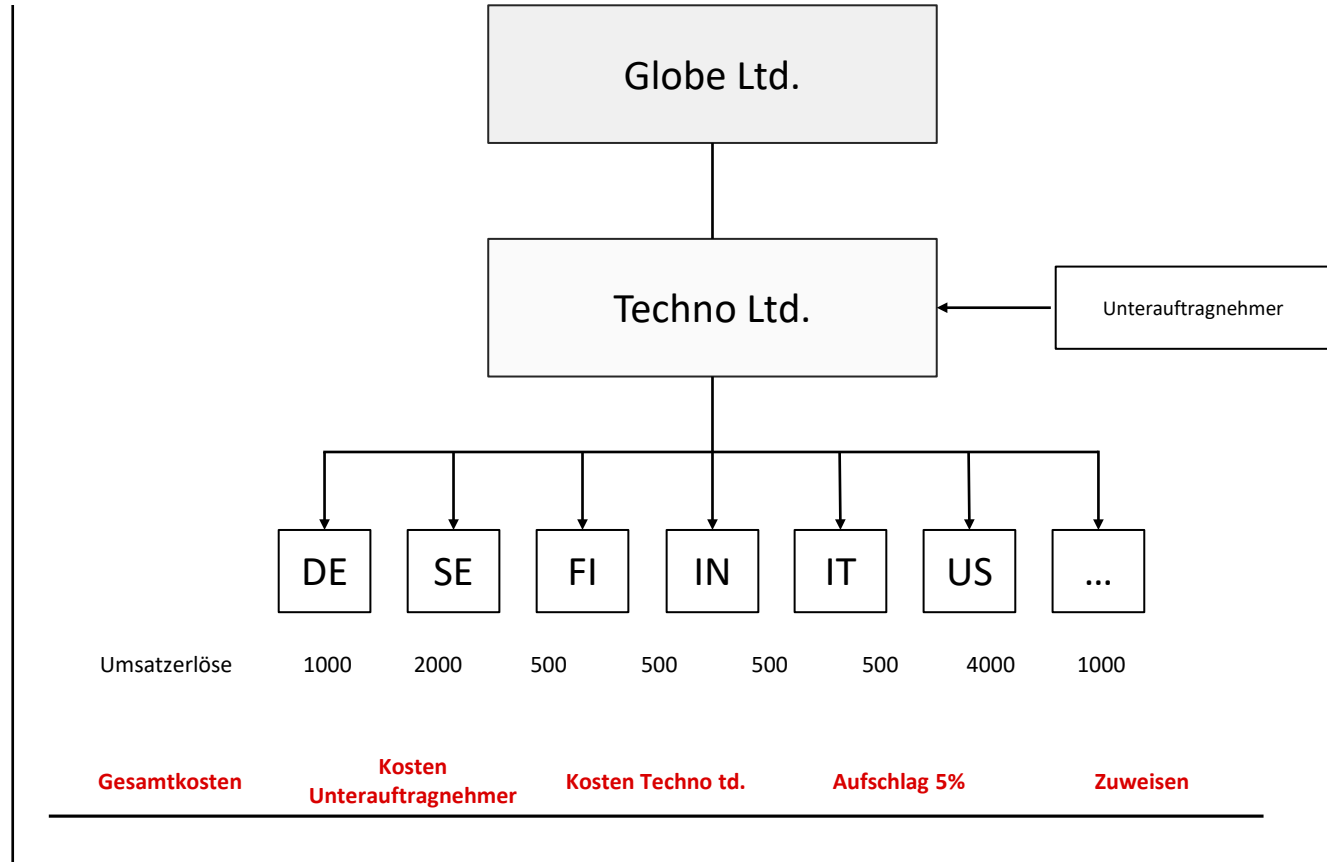 Globe Ltd.
Techno Ltd.
Unterauftragnehmer
DE SE FI IN IT US ...
Umsatzerlöse 1000 2000 500 500 500 500 4000 1000
Gesamtkosten
Kosten
Unterauftragnehmer
Kosten Techno td.
Aufschlag 5%
Zuweisen